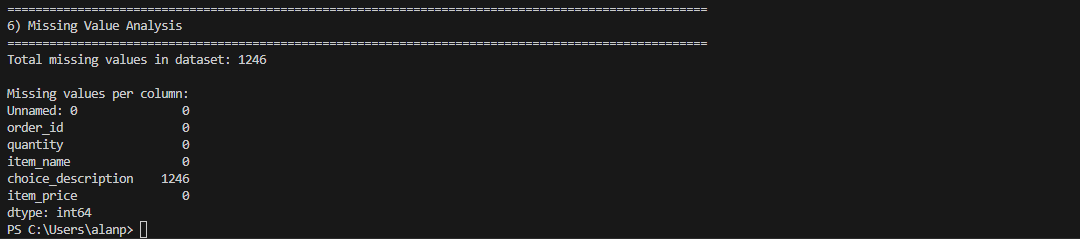 ====================================================================================================
6) Missing Value Analysis
====================================================================================================
Total missing values in dataset: 1246

Missing values per column:
Unnamed: 0               0
order_id                 0
quantity                 0
item_name                0
choice_description    1246
item_price               0
dtype: int64
PS C:\Users\alanp>